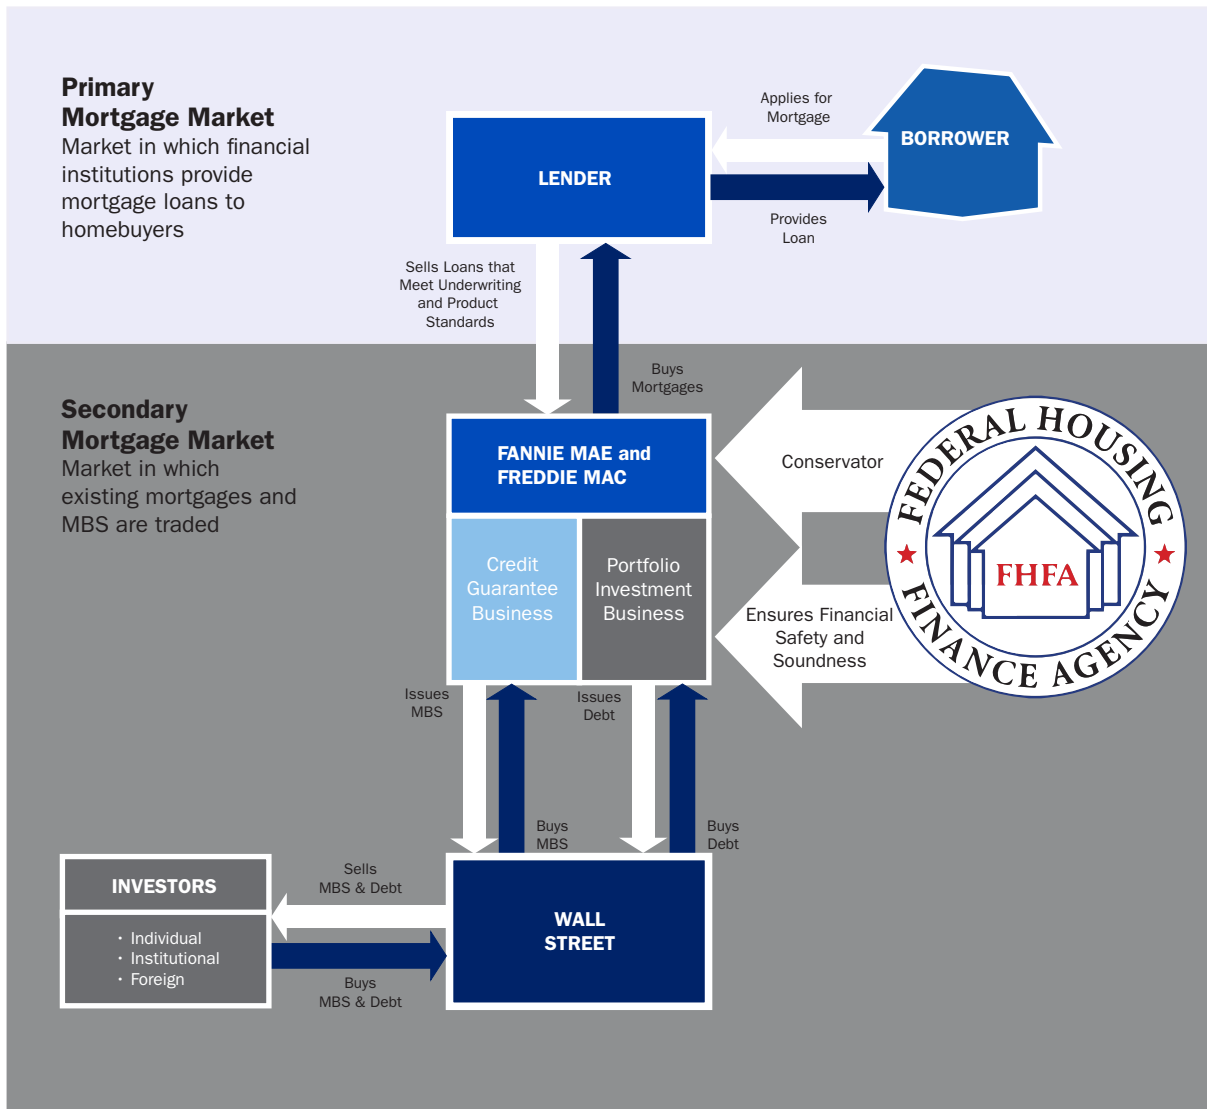 Primary
Mortgage Market
Market in which financial
institutions provide
mortgage loans to
homebuyers
LENDER
Applies for
Mortgage
BORROWER
Provides
Loan
Sells Loans that
Meet Underwriting
and Product
Standards
Buys
Mortgages
Secondary
Mortgage Market
Market in which
existing mortgages and
MBS are traded
FANNIE MAE and
FREDDIE MAC
Credit
Guarantee
Business
Portfolio
Investment
Business
Conservator
Ensures Financial
Safety and
Soundness
FEDERAL HOUSING
FHFA
FINANCE AGENCY
Issues
MBS
Issues
Debt
Buys
MBS
Buys
Debt
INVESTORS
· Individual
· Institutional
· Foreign
Sells
MBS & Debt
Buys
MBS & Debt
WALL
STREET